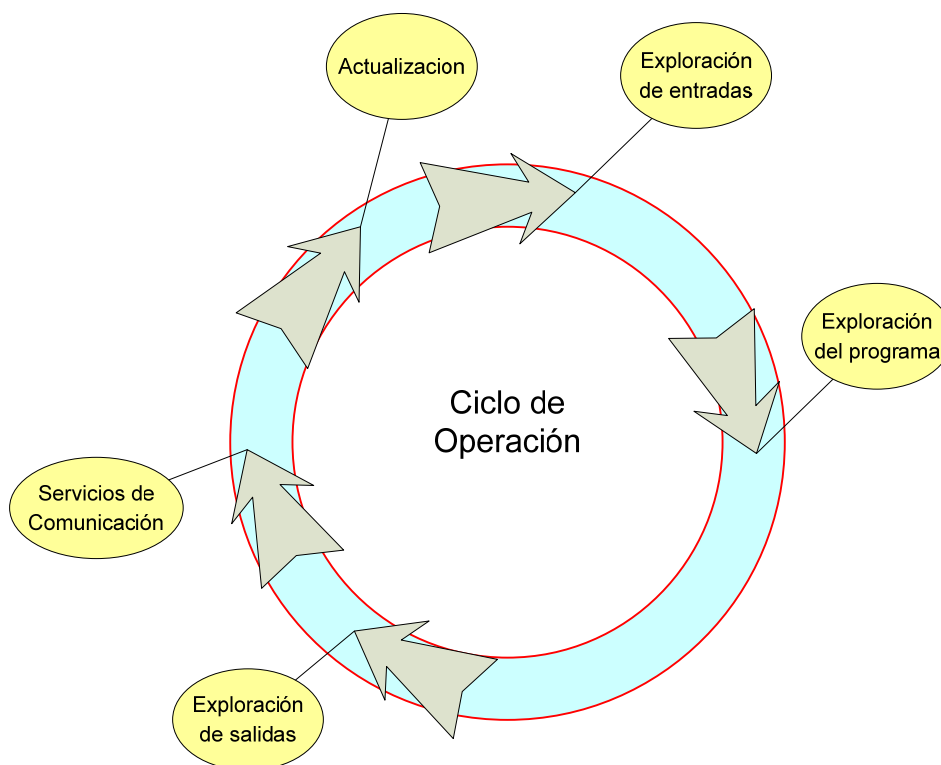 Actualizacion
Exploración
de entradas
Exploración
del programa
Ciclo de
Operación
Servicios de
Comunicación
Exploración
de salidas